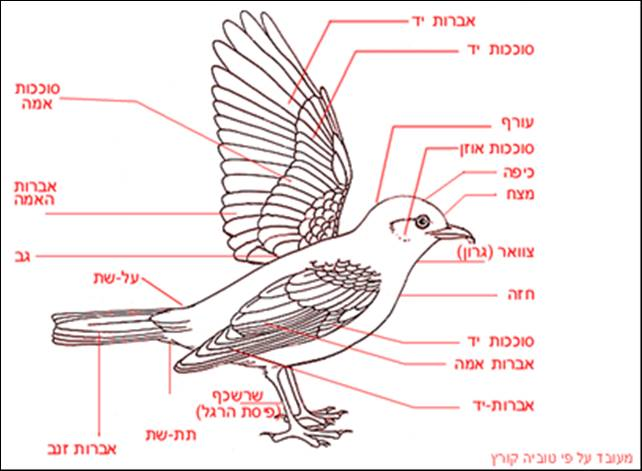 אברות יד
סוככות יד
סוככות
אמה
עורף
סוככות אוזן
כיפה
מצח
אברות
האמה
צוואר (גרון)
גב
על-שת
חזה
סוככות יד
אברות אמה
שרשכף
(פיסת הרגל)
אברות-יד
תת-שת
אברות זנב
מעובד על פי טוביה קורץ